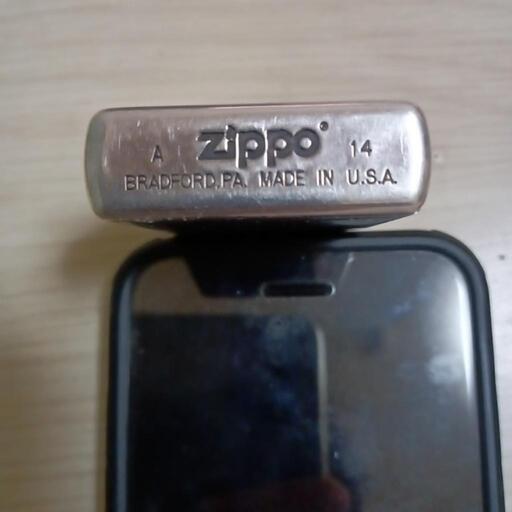 A zippo® 14
BRADFORD, PA. MADE IN U.S.A.